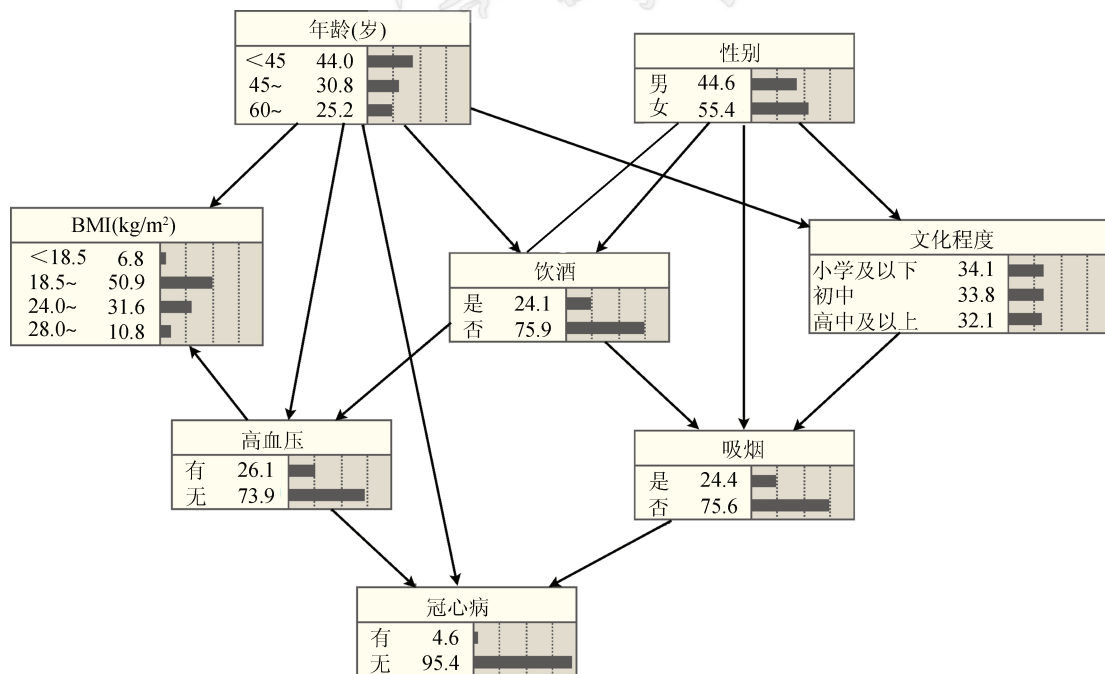 年龄(岁)
<45 44.0
45~ 30.8
60~ 25.2
性别
男 44.6
女 55.4
BMI(kg/m²)
<18.5 6.8
18.5~ 50.9
24.0~ 31.6
28.0~ 10.8
饮酒
是 24.1
否 75.9
文化程度
小学及以下 34.1
初中 33.8
高中及以上 32.1
高血压
有 26.1
无 73.9
吸烟
是 24.4
否 75.6
冠心病
有 4.6
无 95.4